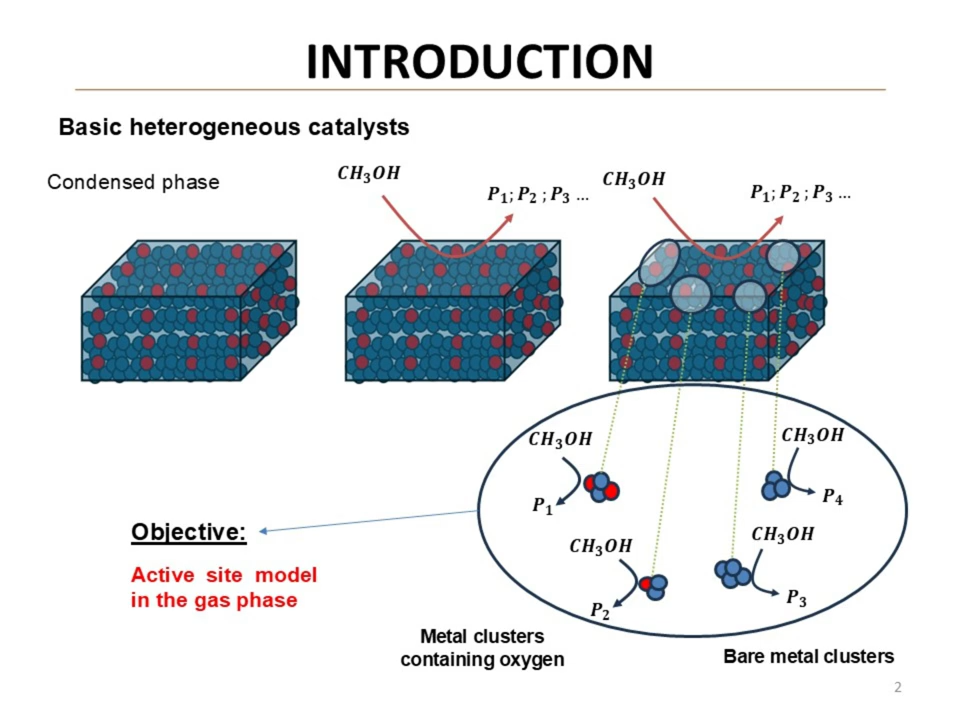 INTRODUCTION
Basic heterogeneous catalysts
Condensed phase
CH₃OH
P₁; P₂ ; P₃ ...
CH₃OH
P₁; P₂ ; P₃ ...
CH₃OH
P₁
CH₃OH
P₄
CH₃OH
P₂
CH₃OH
P₃
Objective:
Active site model
in the gas phase
Metal clusters
containing oxygen
Bare metal clusters
2